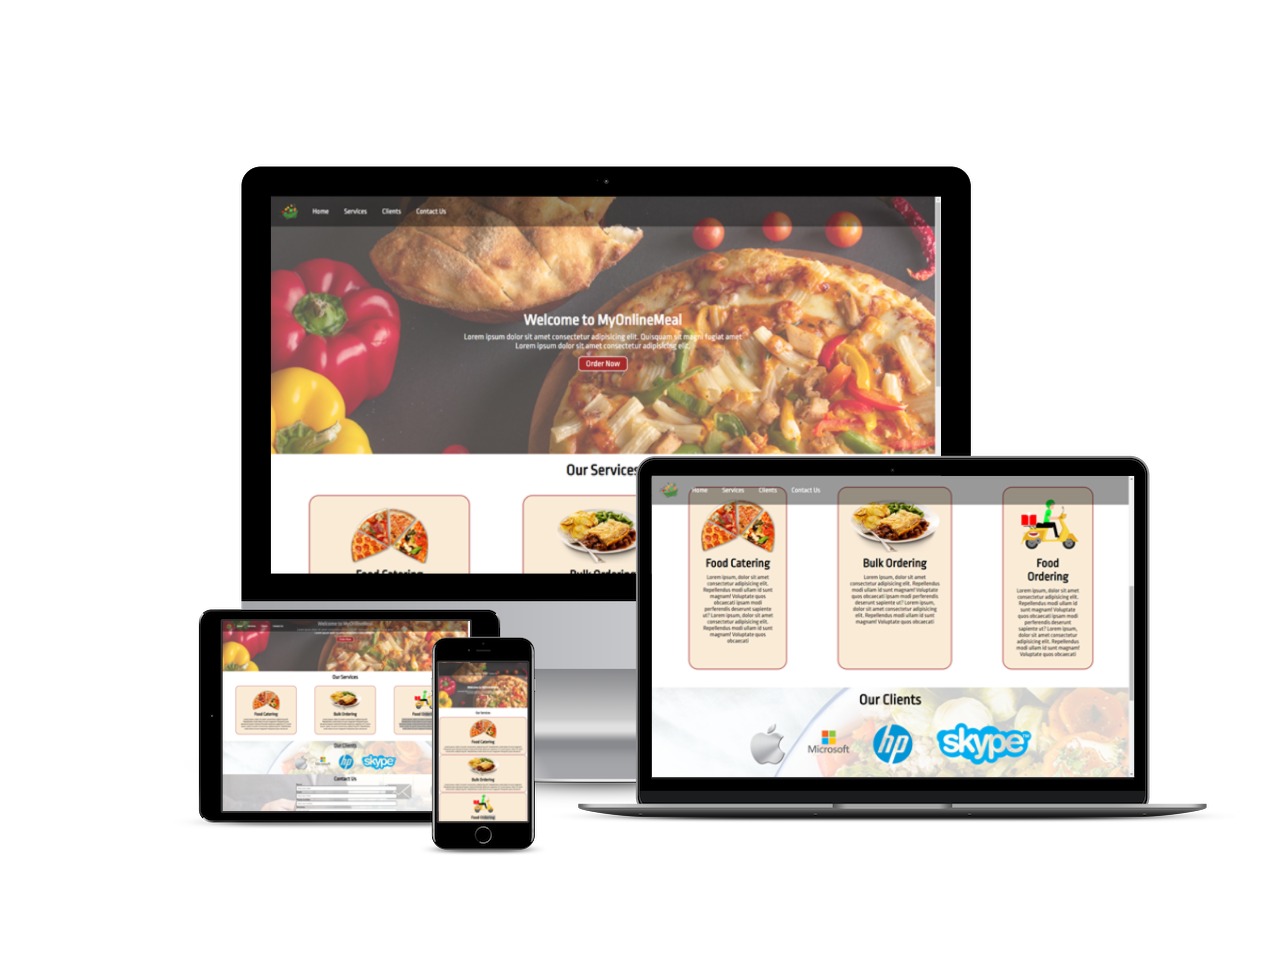 Home Services Clients Contact Us
Welcome to MyOnlineMeal
Lorem ipsum dolor sit amet consectetur adipisicing elit. Quisquam sit magni fugiat amet
Lorem ipsum dolor sit amet consectetur adipisicing elit.
Order Now
Our Services
Food Catering
Bulk Ordering
Home Services Clients Contact Us
Food Catering
Lorem ipsum, dolor sit amet
consectetur adipisicing elit.
Repellendus modi ullam id sunt
magnam! Voluptate quos
obcaecati ipsam modi
perferendis deserunt
sapiente ut? Lorem ipsum,
dolor sit amet consectetur
adipisicing elit. Repellendus
modi ullam id sunt magnam!
Voluptate quos
obcaecati
Bulk Ordering
Lorem ipsum, dolor sit amet
consectetur adipisicing elit. Repellendus
modi ullam id sunt magnam! Voluptate
quos obcaecati ipsam modi perferendis
deserunt sapiente ut? Lorem ipsum,
dolor sit amet consectetur adipisicing
elit. Repellendus modi ullam id sunt
magnam! Voluptate quos obcaecati
Food
Ordering
Lorem ipsum, dolor sit amet
consectetur adipisicing elit.
Repellendus modi ullam id
sunt magnam! Voluptate
quos obcaecati ipsam modi
perferendis deserunt
sapiente ut? Lorem ipsum,
dolor sit amet consectetur
adipisicing elit. Repellendus
modi ullam id sunt magnam!
Voluptate quos obcaecati
Our Clients
Microsoft
hp
skype™
Welcome to MyOnlineMeal
Our Services
Food Catering
Bulk Ordering
Food
Our Clients
hp
skype
Contact Us
Our Services
Food Catering
Bulk Ordering
Food Ordering